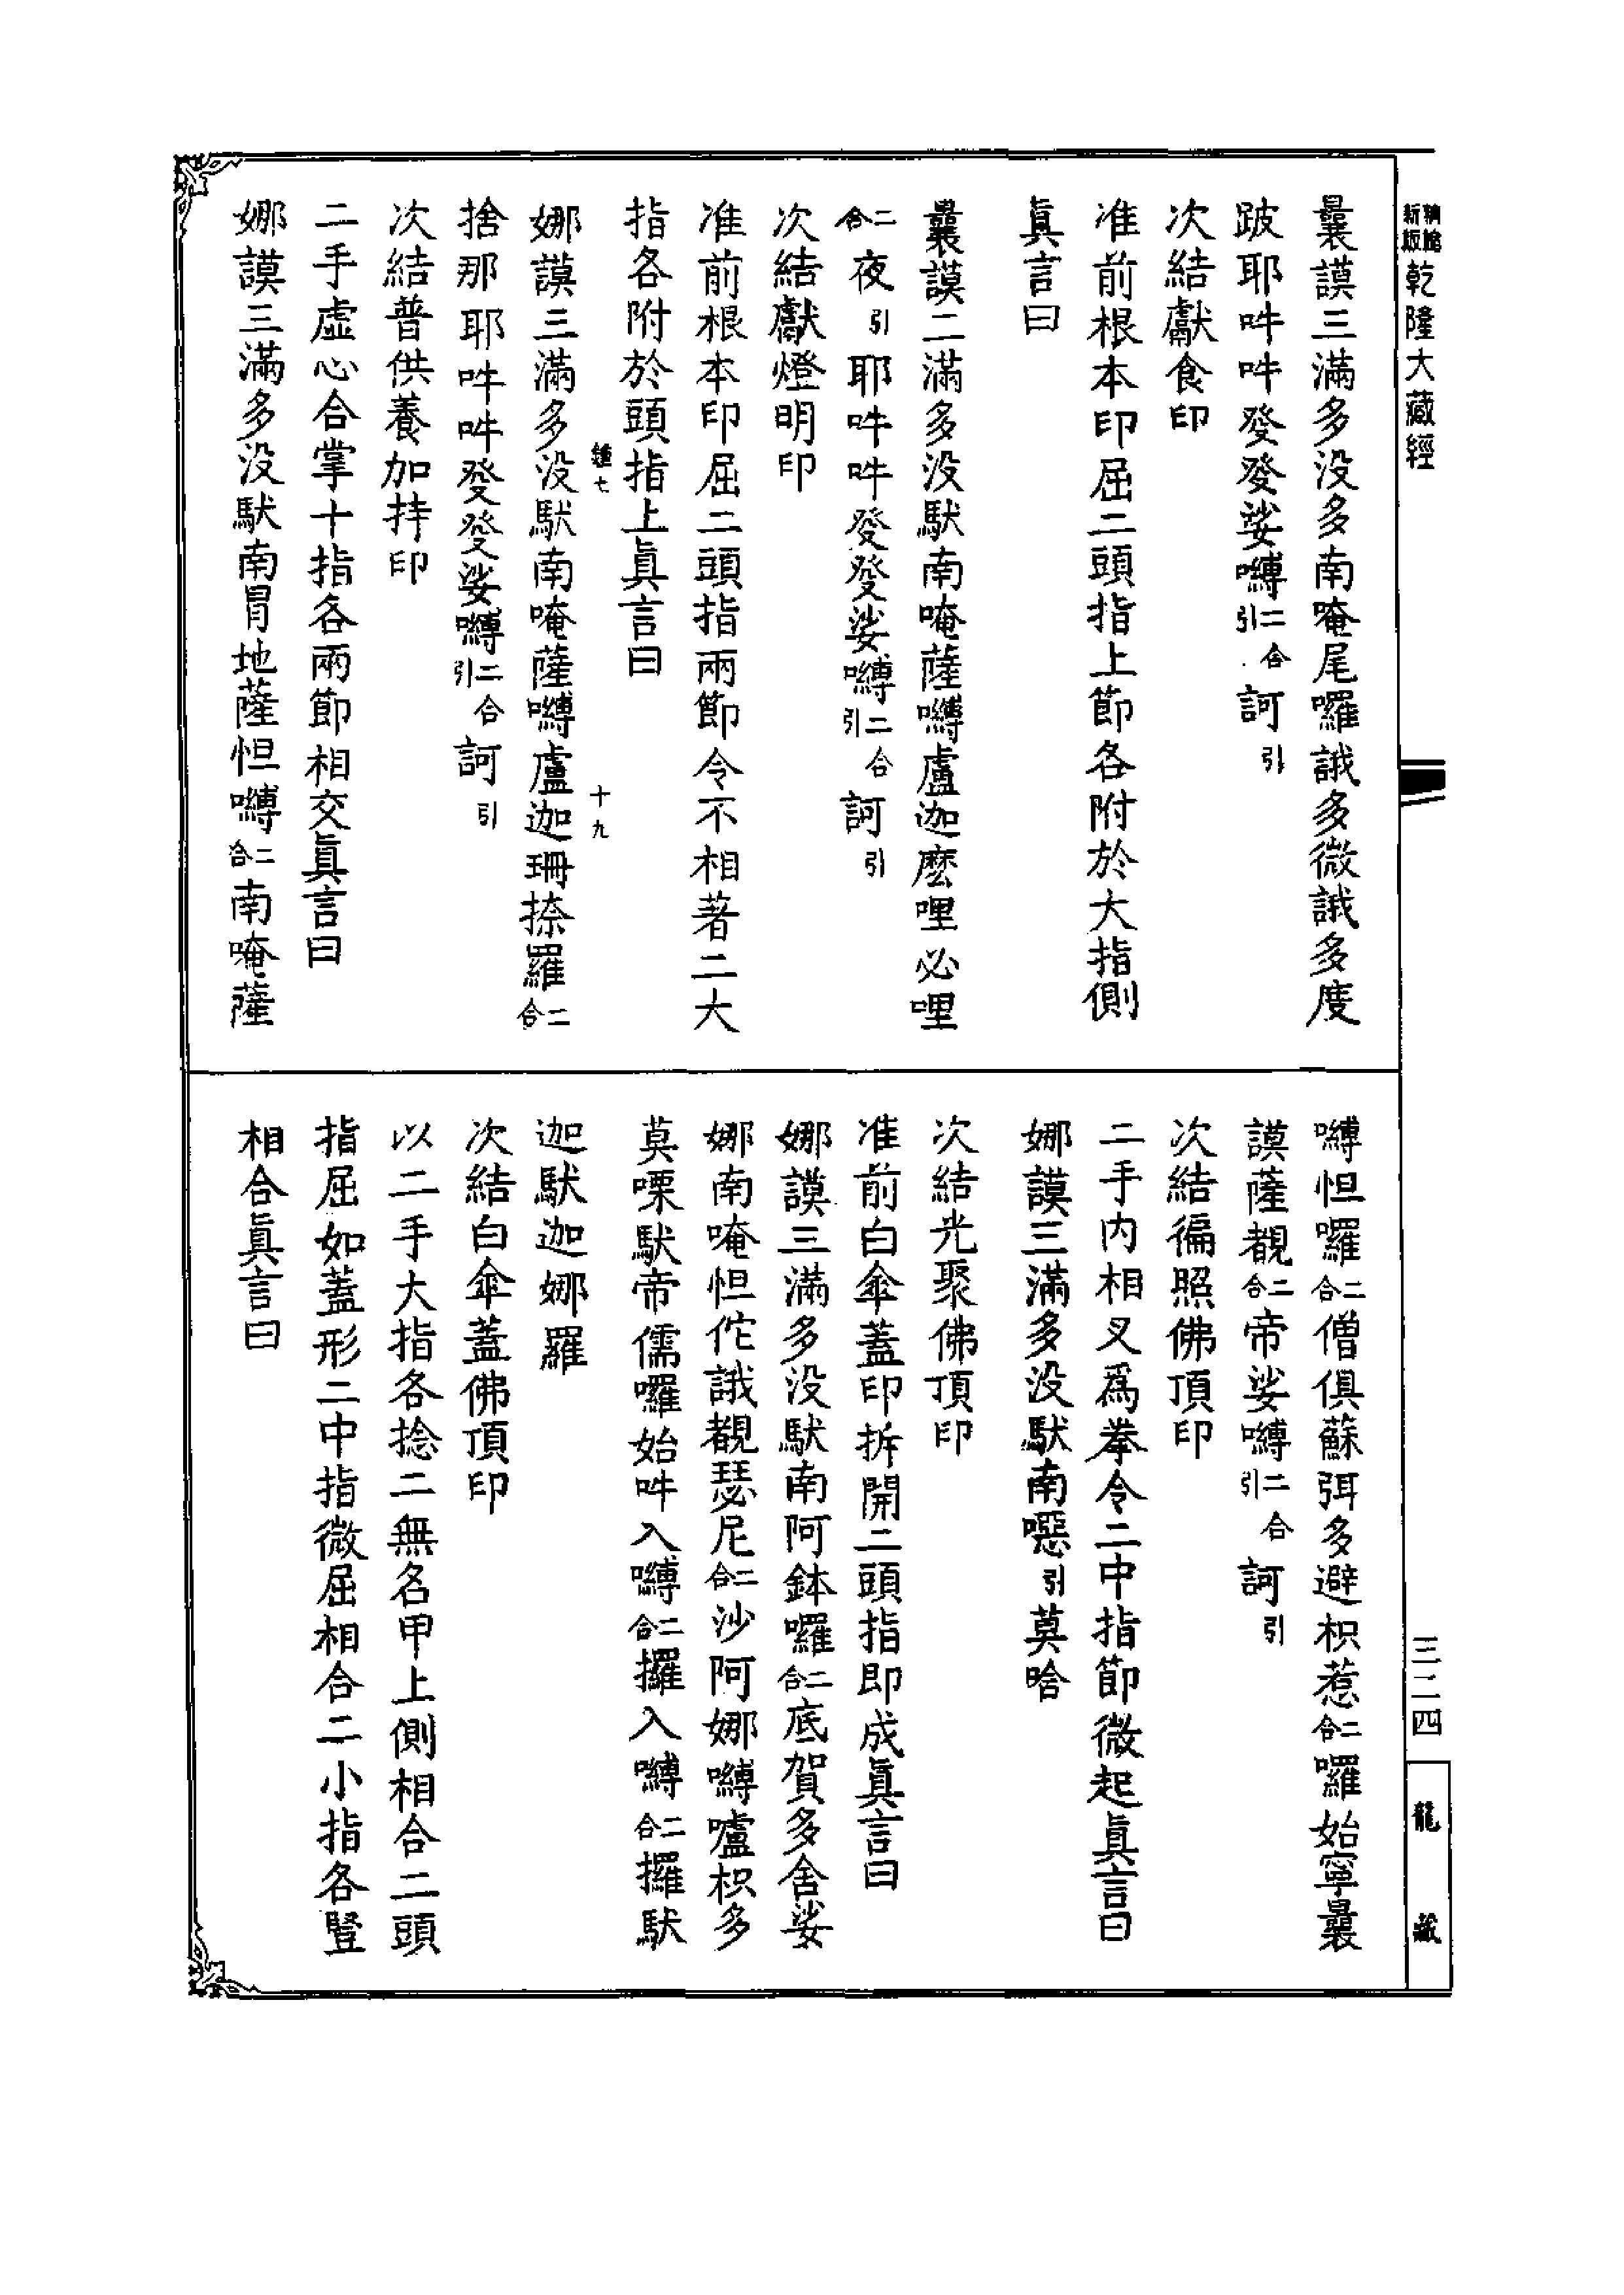 新版
乾隆大藏經
三二四
龍藏
曩謨三滿多没多南唵尾囉誐多微誐多度
跛耶吽吽發發娑嚩二合引訶引
次結獻食印
准前根本印屈二頭指上節各附於大指側
真言曰
曩謨二滿多没馱南唵薩嚩盧迦麽哩必哩
二合夜引耶吽吽發發娑嚩二合引訶引
次結獻燈明印
准前根本印屈二頭指兩節令不相著二大
指各附於頭指上真言曰
鍾七 十九
娜謨三滿多没馱南唵薩嚩盧迦珊捺羅二合
捨那耶吽吽發發娑嚩二合引訶引
次結普供養加持印
二手虛心合掌十指各兩節相交真言曰
娜謨三滿多没馱南冐地薩怛嚩二合南唵薩
嚩怛囉二合僧俱蘇弭多避枳惹二合囉始寧曩
謨薩覩二合帝娑嚩二合引訶引
次結徧照佛頂印
二手内相叉爲拳令二中指節微起真言曰
娜謨三滿多没馱南噁引莫哈
次結光聚佛頂印
准前白傘蓋印拆開二頭指即成真言曰
娜謨三滿多没馱南阿鉢囉二合底賀多舍娑
娜南唵怛佗誐覩瑟尼二合沙阿娜嚩嚧枳多
莫㗚馱帝儒囉始吽入嚩二合攞入嚩二合攞馱
迦馱迦娜羅
次結白傘蓋佛頂印
以二手大指各捻二無名甲上側相合二頭
指屈如蓋形二中指微屈相合二小指各豎
相合真言曰